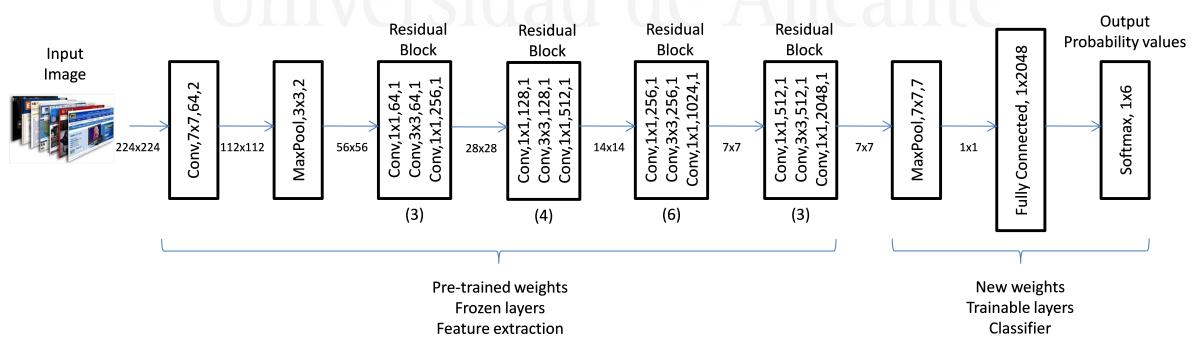 Universidad de Alicante
Input
Image
224x224
Conv,7x7,64,2
112x112
MaxPool,3x3,2
56x56
Residual
Block
Conv,1x1,64,1
Conv,3x3,64,1
Conv,1x1,256,1
(3)
28x28
Residual
Block
Conv,1x1,128,1
Conv,3x3,128,1
Conv,1x1,512,1
(4)
14x14
Residual
Block
Conv,1x1,256,1
Conv,3x3,256,1
Conv,1x1,1024,1
(6)
7x7
Residual
Block
Conv,1x1,512,1
Conv,3x3,512,1
Conv,1x1,2048,1
(3)
7x7
MaxPool,7x7,7
1x1
Fully Connected, 1x2048
Output
Probability values
Softmax, 1x6
Pre-trained weights
Frozen layers
Feature extraction
New weights
Trainable layers
Classifier